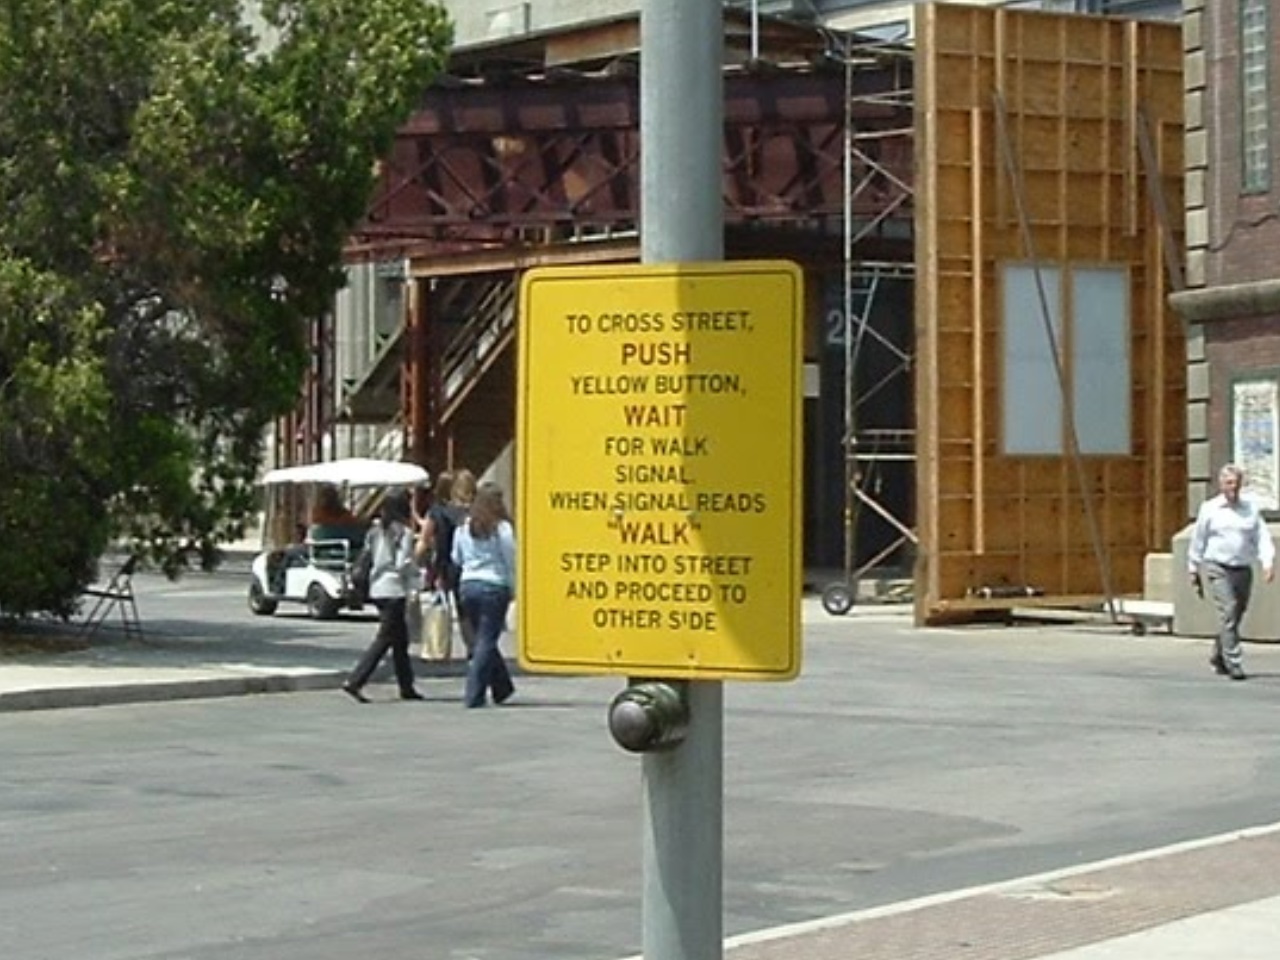 TO CROSS STREET,
PUSH
YELLOW BUTTON,
WAIT
FOR WALK
SIGNAL.
WHEN SIGNAL READS
"WALK"
STEP INTO STREET
AND PROCEED TO
OTHER SIDE
2